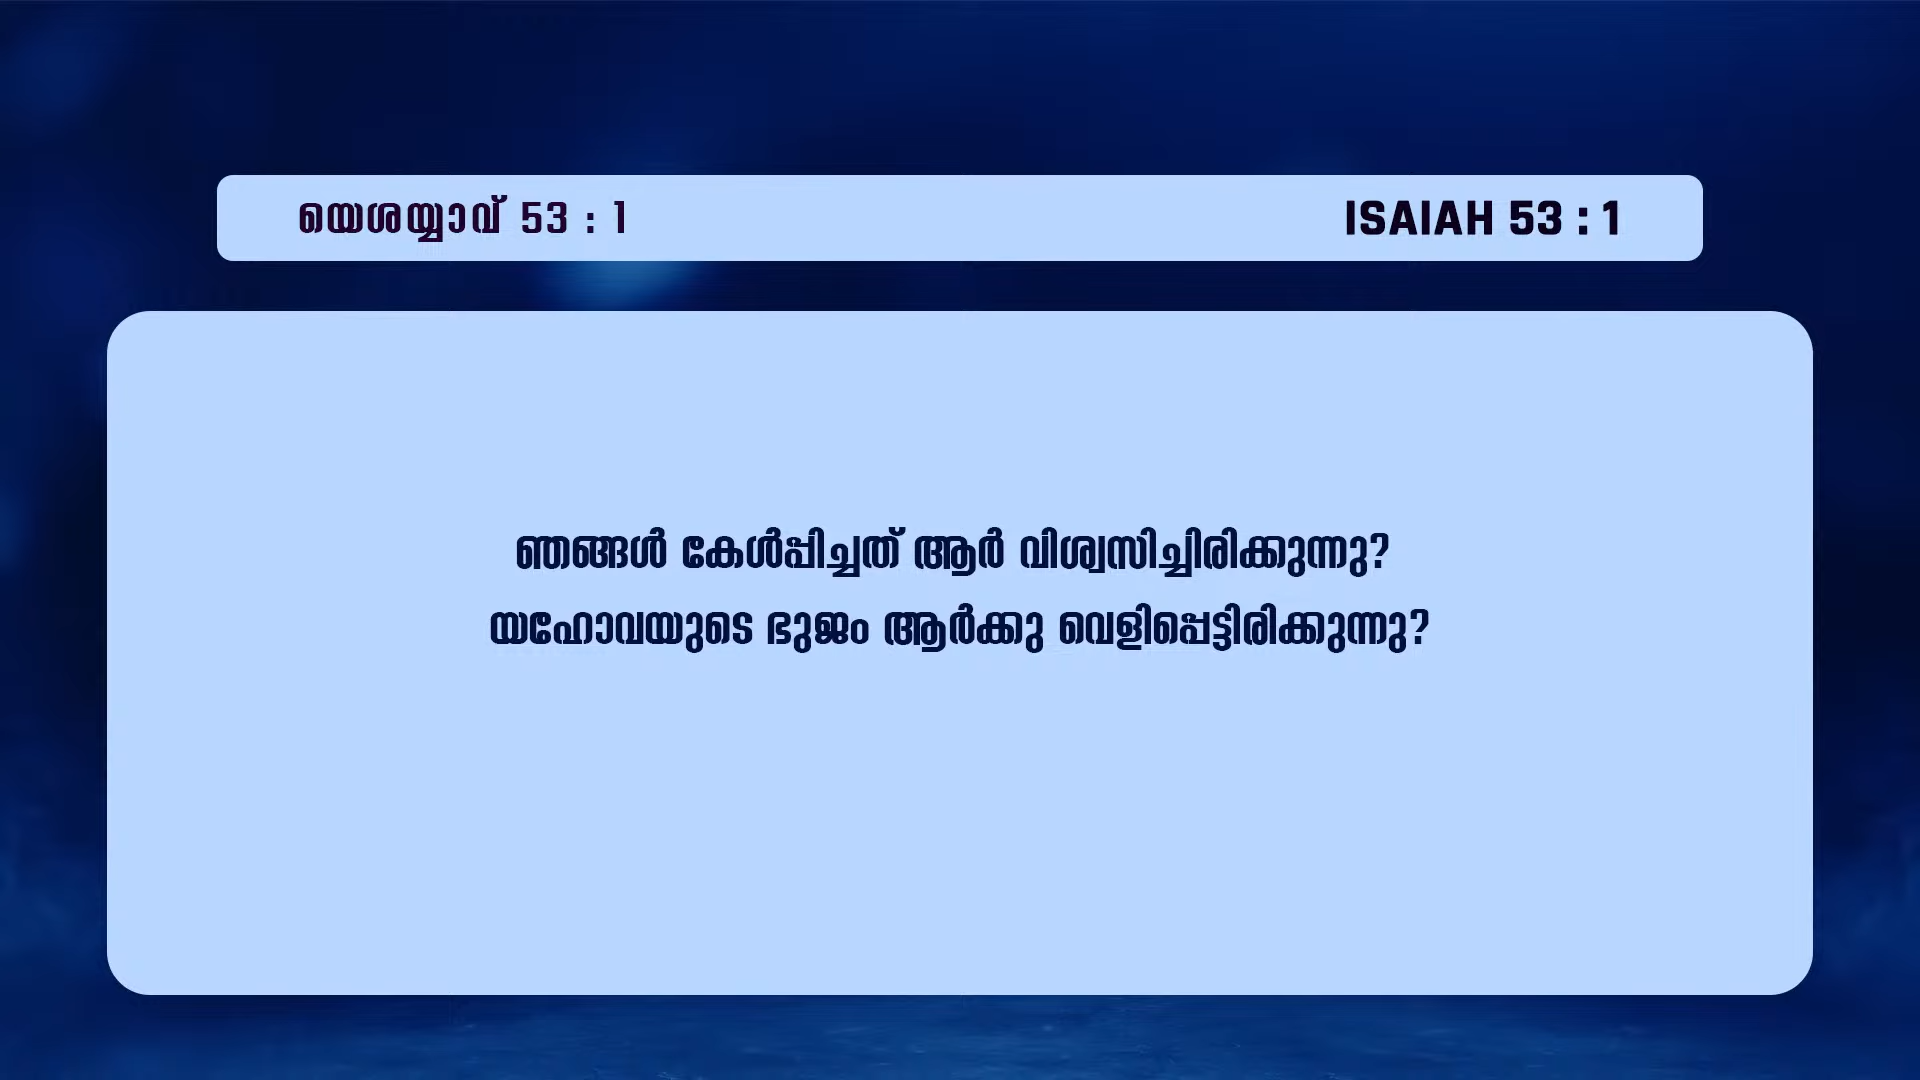 യെശയ്യാവ് 53 : 1
ISAIAH 53 : 1
ഞങ്ങൾ കേൾപ്പിച്ചത് ആർ വിശ്വസിച്ചിരിക്കുന്നു?
യഹോവയുടെ ഭുജം ആർക്കു വെളിപ്പെട്ടിരിക്കുന്നു?